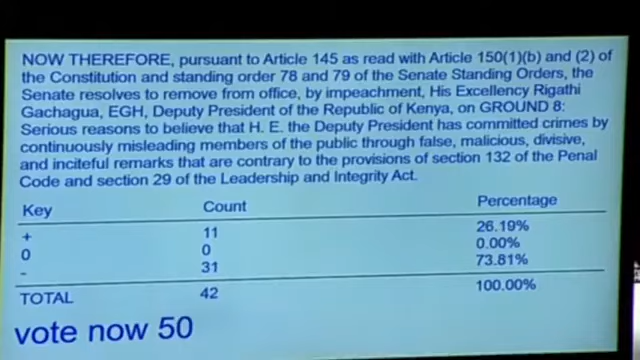 NOW THEREFORE, pursuant to Article 145 as read with Article 150(1)(b) and (2) of
the Constitution and standing order 78 and 79 of the Senate Standing Orders, the
Senate resolves to remove from office, by impeachment, His Excellency Rigathi
Gachagua, EGH, Deputy President of the Republic of Kenya, on GROUND 8:
Serious reasons to believe that H. E. the Deputy President has committed crimes by
continuously misleading members of the public through false, malicious, divisive,
and inciteful remarks that are contrary to the provisions of section 132 of the Penal
Code and section 29 of the Leadership and Integrity Act.
Key Count Percentage
+ 11 26.19%
0 0 0.00%
- 31 73.81%
TOTAL 42 100.00%
vote now 50